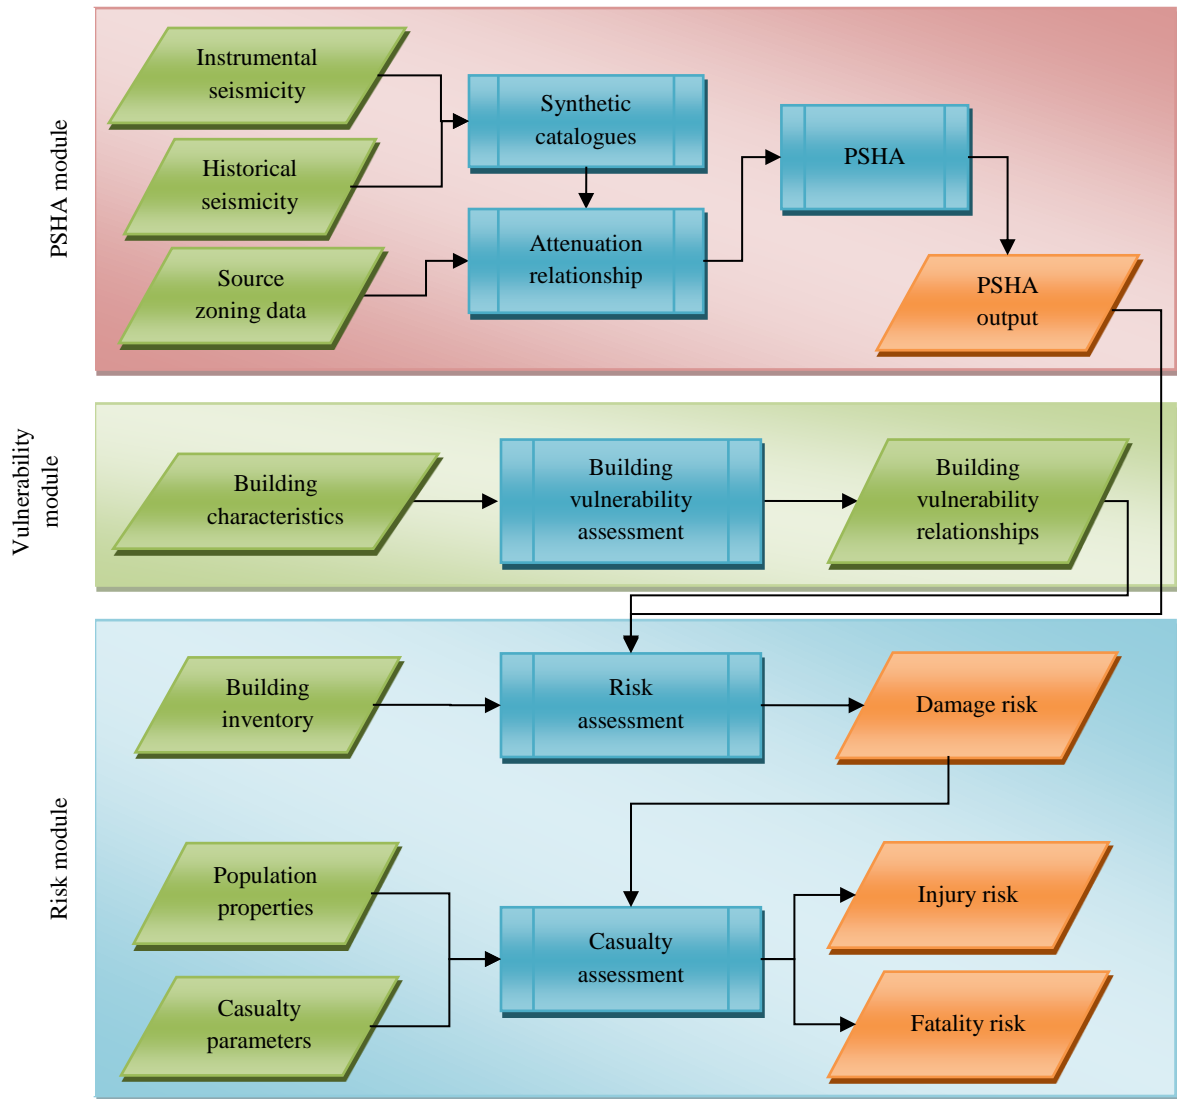 PSHA module
Instrumental
seismicity
Historical
seismicity
Source
zoning data
Synthetic
catalogues
Attenuation
relationship
PSHA
PSHA
output
Vulnerability
module
Building
characteristics
Building
vulnerability
assessment
Building
vulnerability
relationships
Risk module
Building
inventory
Risk
assessment
Damage risk
Population
properties
Casualty
parameters
Casualty
assessment
Injury risk
Fatality risk